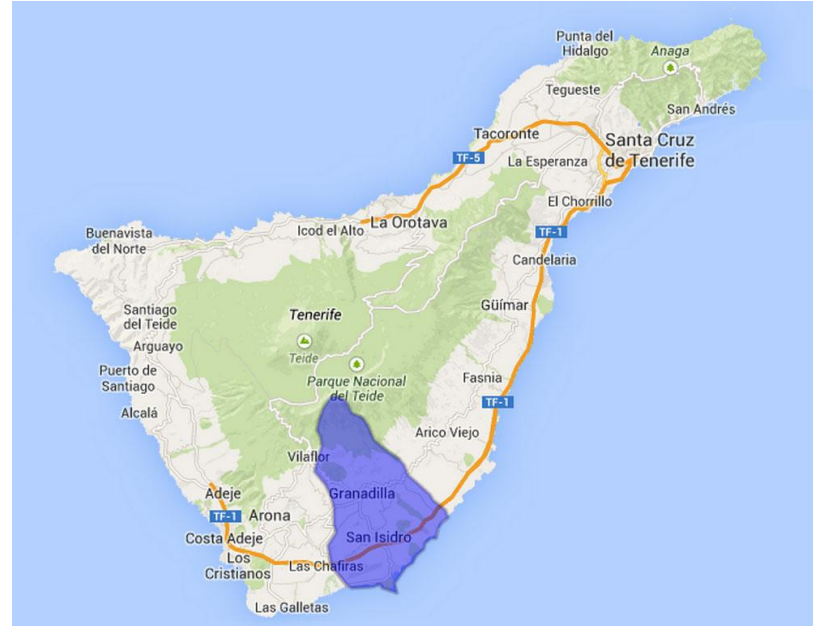 Punta del
Hidalgo
Anaga
Tegueste
San Andrés
Tacoronte
Santa Cruz
de Tenerife
TF-5
La Esperanza
El Chorrillo
La Orotava
Icod el Alto
Buenavista
del Norte
TF-1
Candelaria
Güímar
Santiago
del Teide
Tenerife
Arguayo
Teide
Puerto de
Santiago
Parque Nacional
del Teide
Fasnia
TF-1
Alcalá
Arico Viejo
Vilaflor
Adeje
Granadilla
TF-1
Arona
Costa Adeje
San Isidro
Los
Cristianos
Las Chafiras
Las Galletas